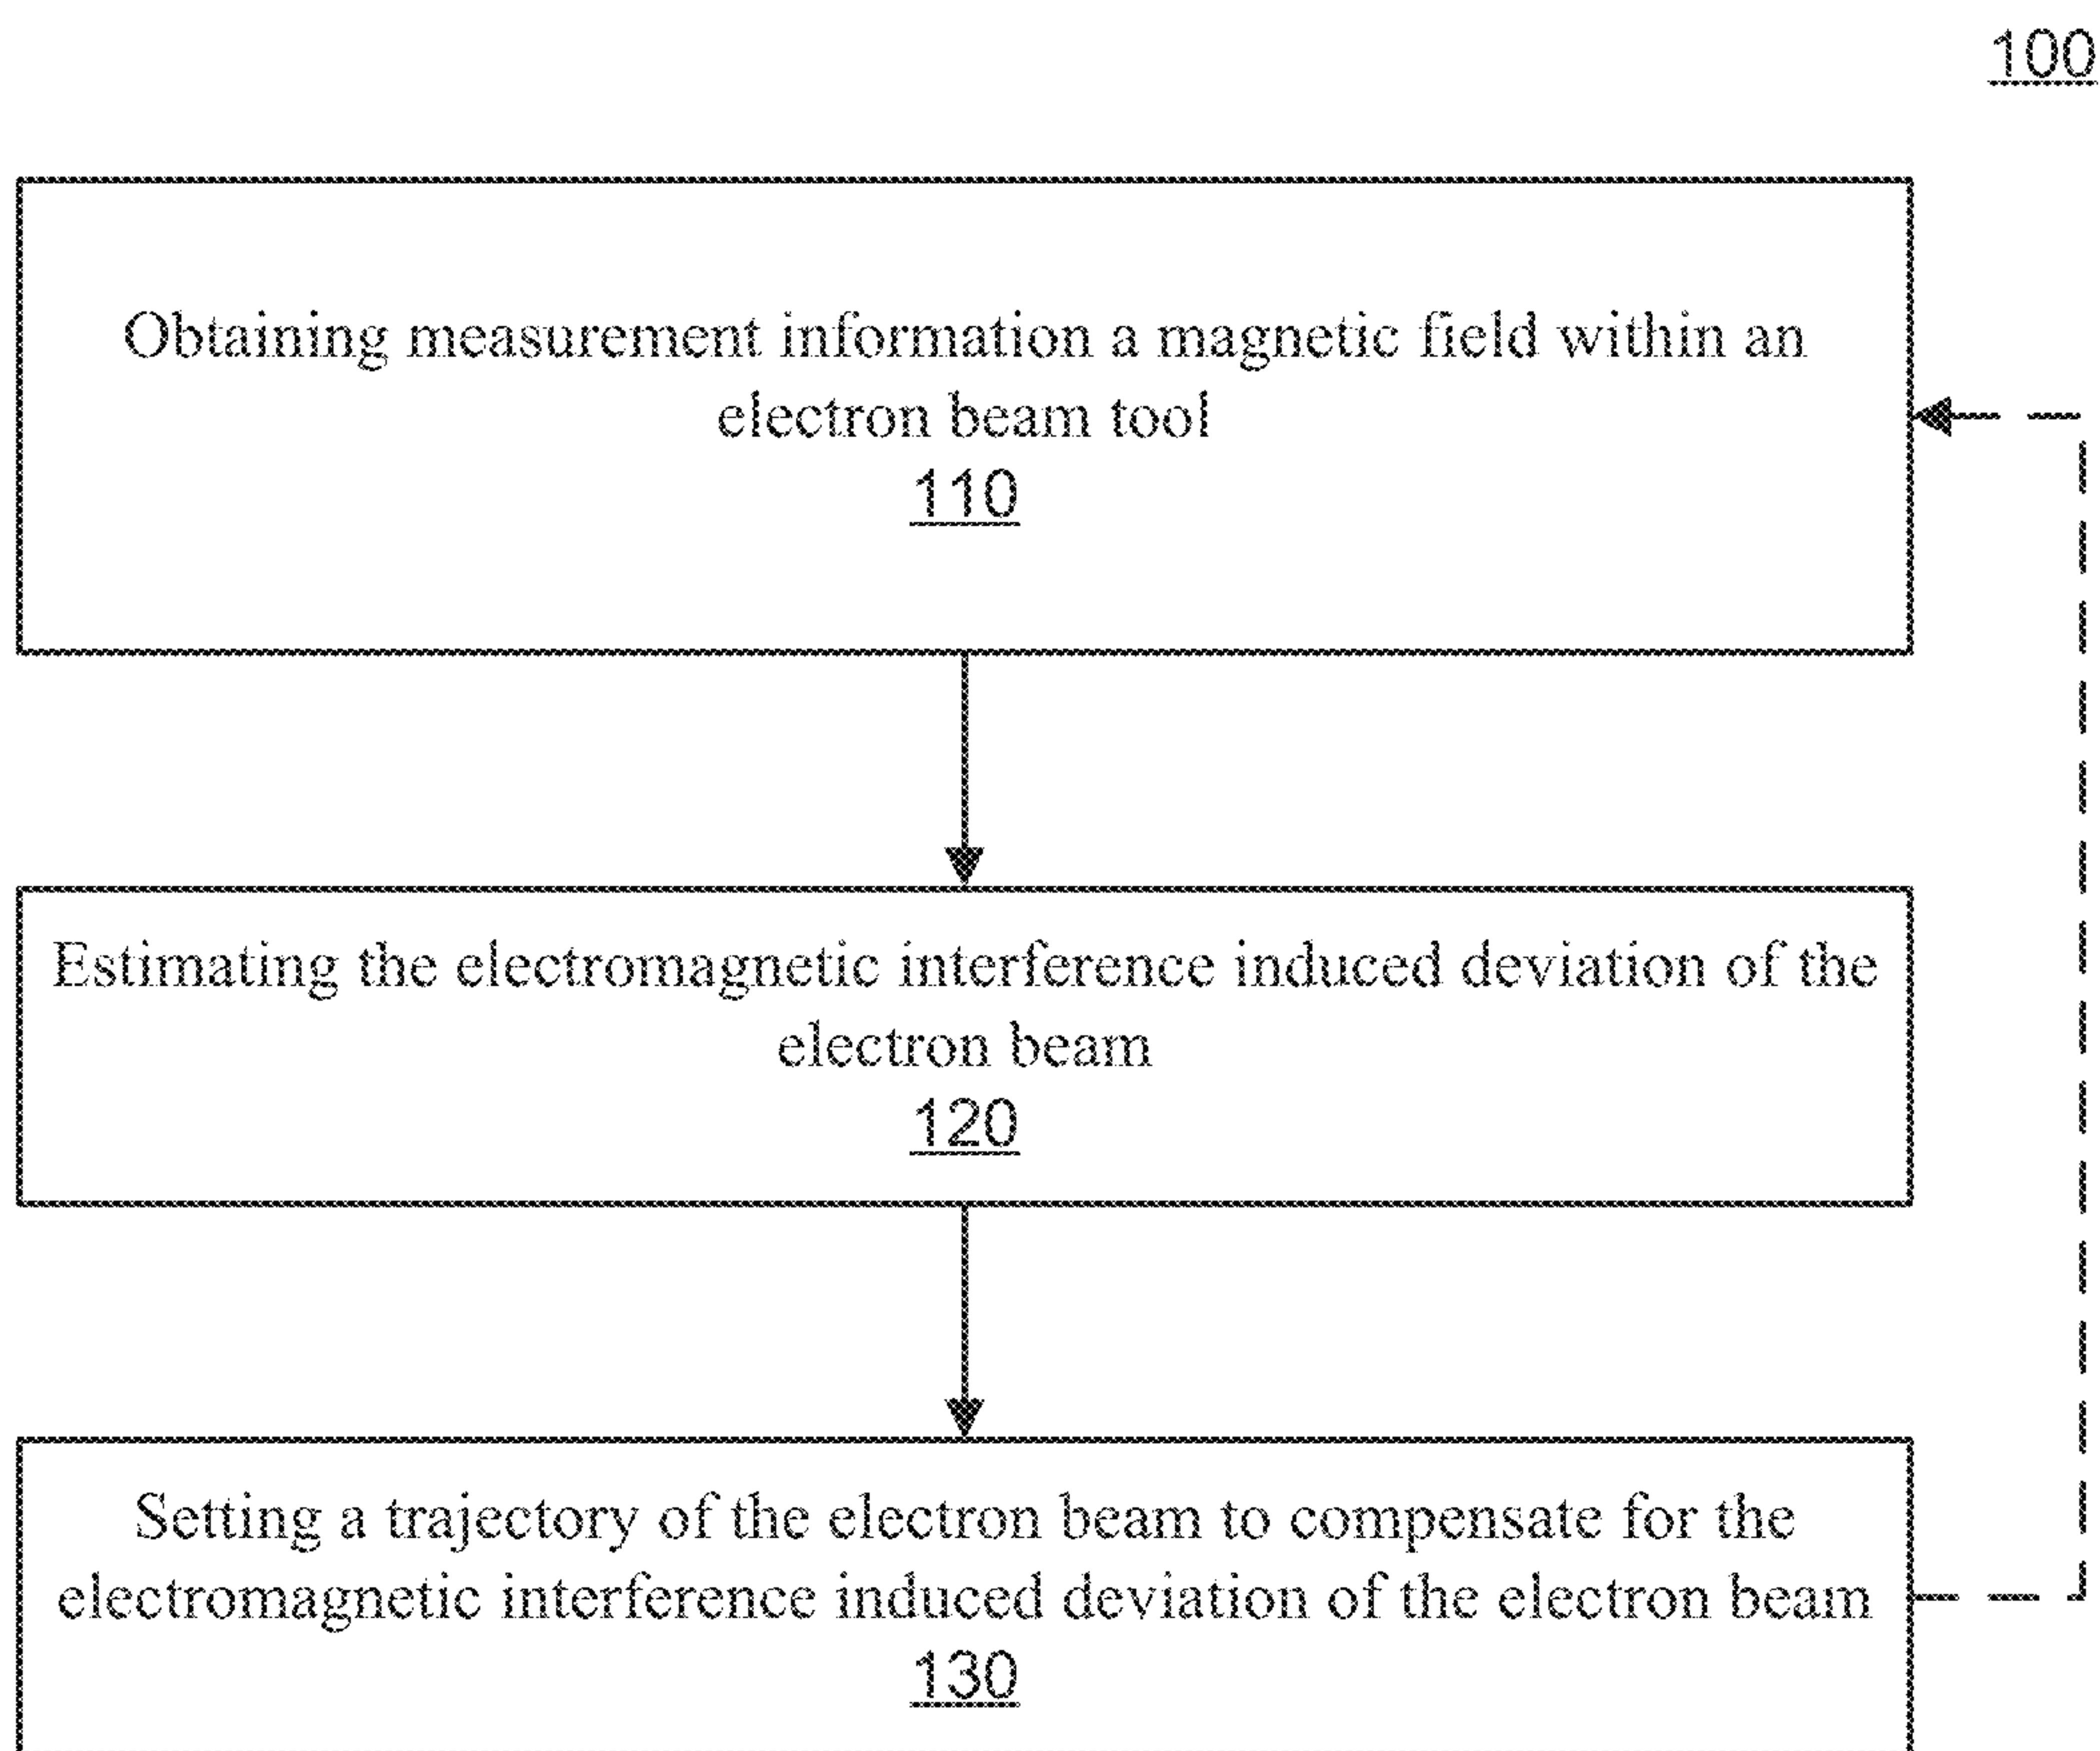 100
Obtaining measurement information a magnetic field within an
electron beam tool
110
Estimating the electromagnetic interference induced deviation of the
electron beam
120
Setting a trajectory of the electron beam to compensate for the
electromagnetic interference induced deviation of the electron beam
130